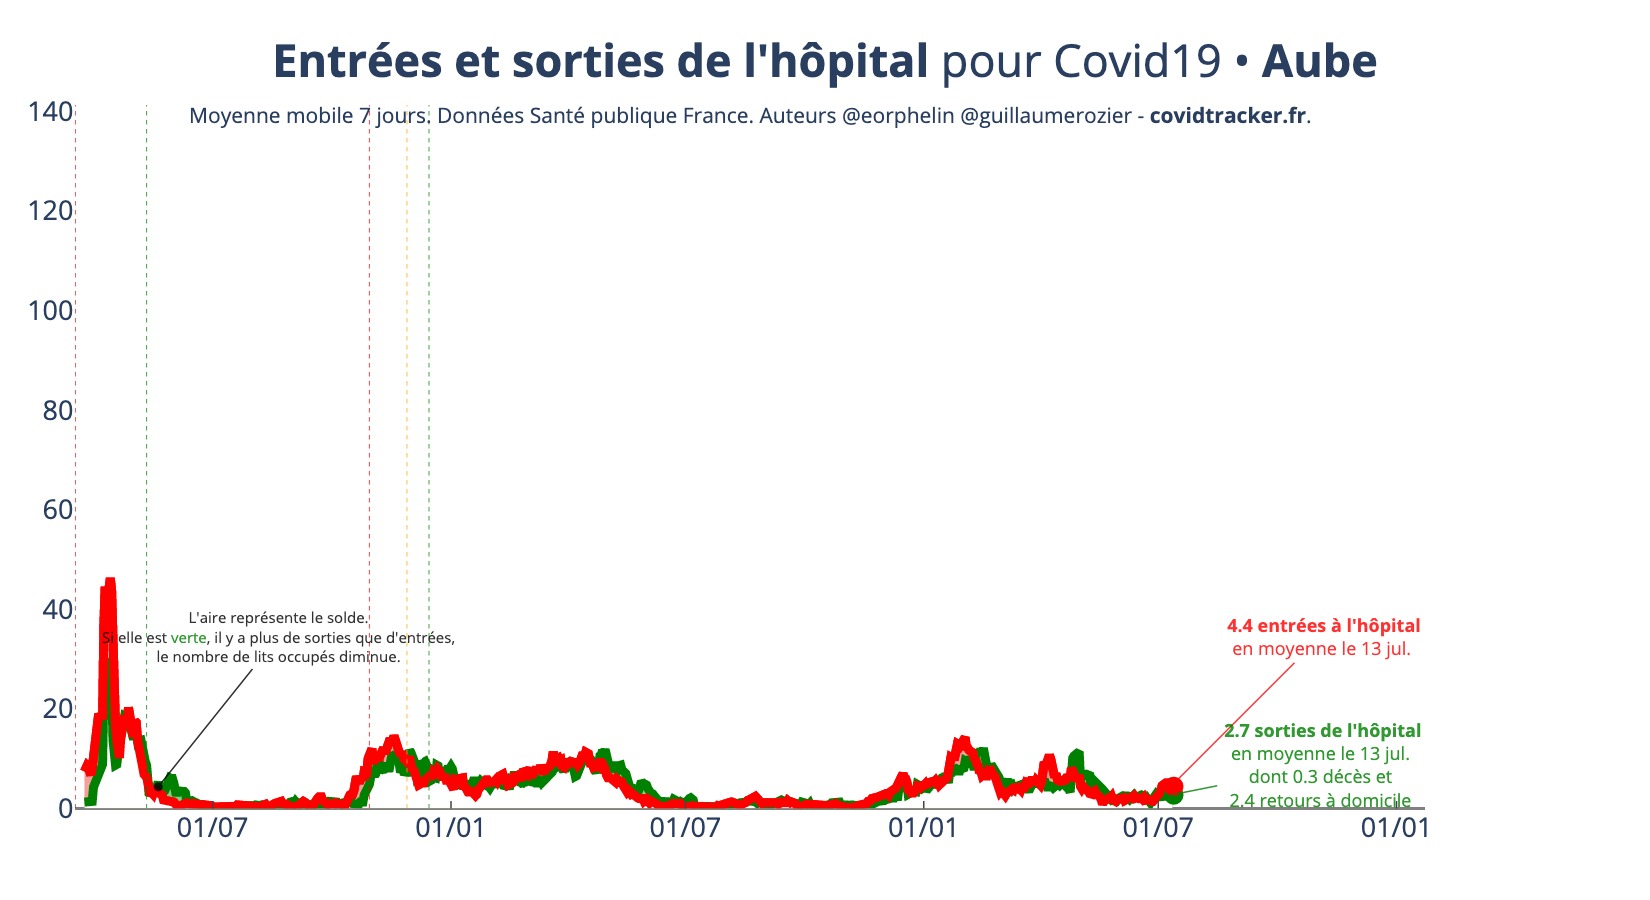 Entrées et sorties de l'hôpital pour Covid19 • Aube
Moyenne mobile 7 jours. Données Santé publique France. Auteurs @eorphelin @guillaumerozier - covidtracker.fr.
140
120
100
80
60
40
20
0
L'aire représente le solde.
Si elle est verte, il y a plus de sorties que d'entrées,
le nombre de lits occupés diminue.
4.4 entrées à l'hôpital
en moyenne le 13 jul.
2.7 sorties de l'hôpital
en moyenne le 13 jul.
dont 0.3 décès et
2.4 retours à domicile
01/07
01/01
01/07
01/01
01/07
01/01